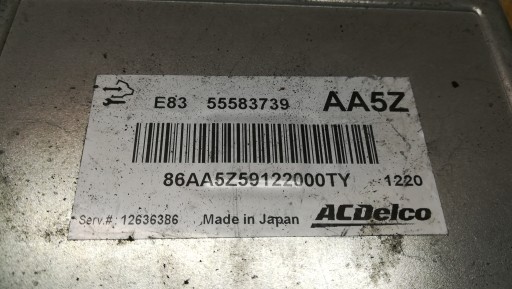 E83 55583739 AA5Z
86AA5Z59122000TY 1220
Serv.#: 12636386 Made in Japan ACDelco